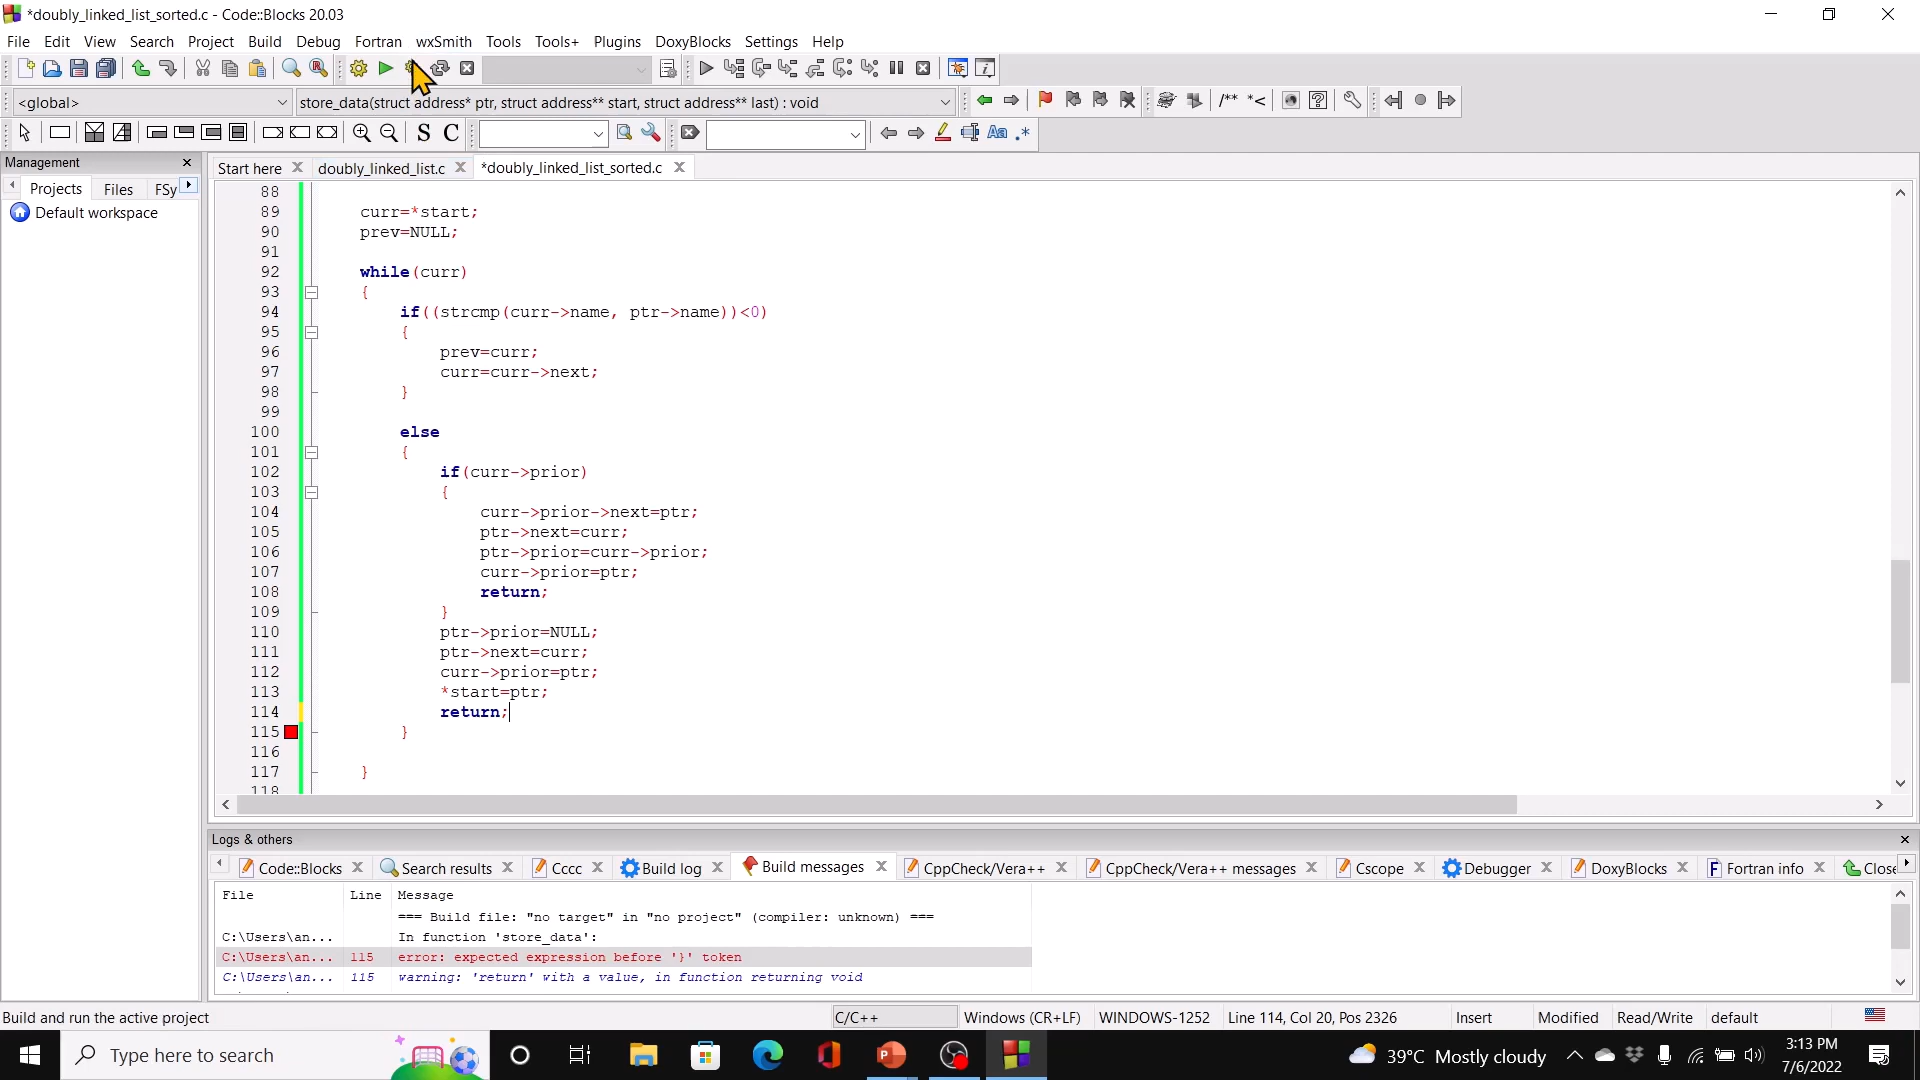 *doubly_linked_list_sorted.c - Code::Blocks 20.03
File Edit View Search Project Build Debug Fortran wxSmith Tools Tools+ Plugins DoxyBlocks Settings Help
<global> store_data(struct address* ptr, struct address** start, struct address** last) : void /** *<
S C Aa .*
Management
Start here doubly_linked_list.c *doubly_linked_list_sorted.c
Projects Files FSy
Default workspace
88
89 curr=*start;
90 prev=NULL;
91
92 while(curr)
93 {
94 if((strcmp(curr->name, ptr->name))<0)
95 {
96 prev=curr;
97 curr=curr->next;
98 }
99
100 else
101 {
102 if(curr->prior)
103 {
104 curr->prior->next=ptr;
105 ptr->next=curr;
106 ptr->prior=curr->prior;
107 curr->prior=ptr;
108 return;
109 }
110 ptr->prior=NULL;
111 ptr->next=curr;
112 curr->prior=ptr;
113 *start=ptr;
114 return;
115 }
116
117 }
118
Logs & others
Code::Blocks Search results Cccc Build log Build messages CppCheck/Vera++ CppCheck/Vera++ messages Cscope Debugger DoxyBlocks Fortran info Close
File Line Message
=== Build file: "no target" in "no project" (compiler: unknown) ===
C:\Users\an... In function 'store_data':
C:\Users\an... 115 error: expected expression before '}' token
C:\Users\an... 115 warning: 'return' with a value, in function returning void
Build and run the active project C/C++ Windows (CR+LF) WINDOWS-1252 Line 114, Col 20, Pos 2326 Insert Modified Read/Write default
Type here to search 39°C Mostly cloudy 3:13 PM
7/6/2022